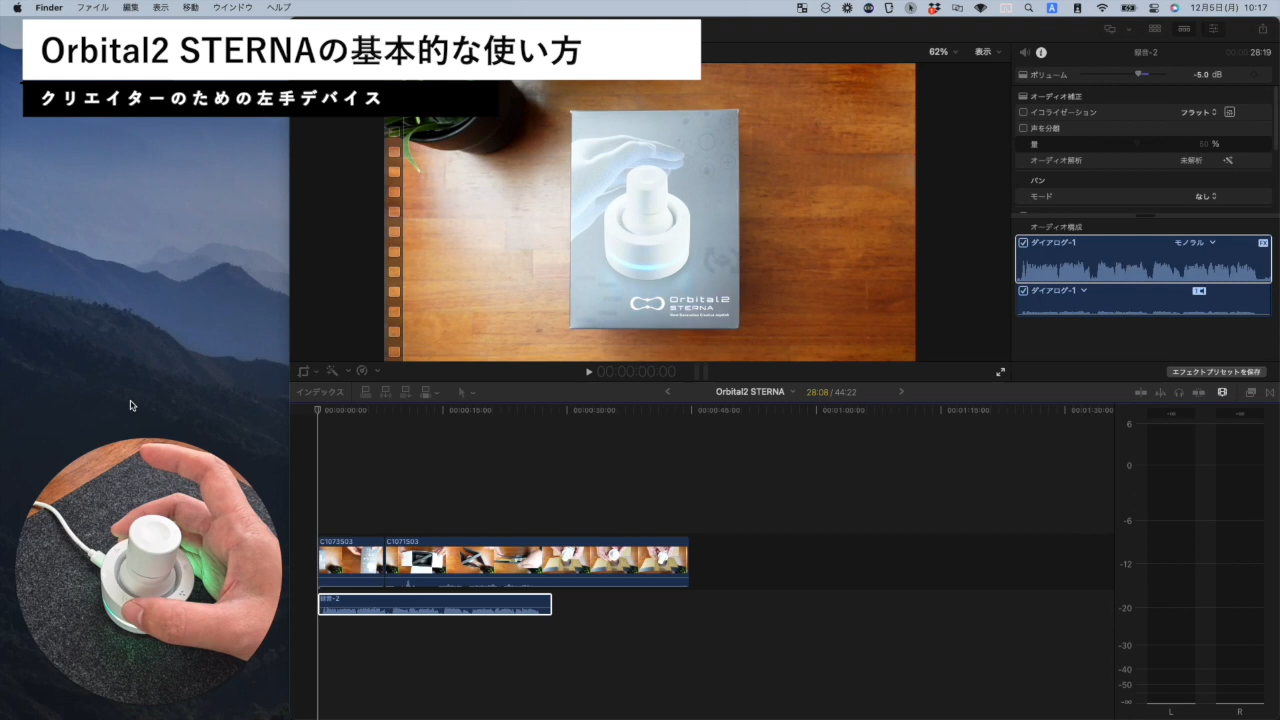 Finder ファイル 編集 表示 移動 ウインドウ ヘルプ
12月5日(月) 10:17
Orbital2 STERNAの基本的な使い方
クリエイターのための左手デバイス
62% 表示
録音-2
28:19
ボリューム -5.0 dB
オーディオ補正
イコライゼーション フラット
声を分離
量 50 %
オーディオ解析 未解析
パン
モード なし
オーディオ構成
ダイアログ-1 モノラル FX
ダイアログ-1
Orbital2
STERNA
00:00:00:00
エフェクトプリセットを保存
インデックス
Orbital2 STERNA 28:08 / 44:22
00:00:00:00 00:00:15:00 00:00:30:00 00:00:45:00 00:01:00:00 00:01:15:00 00:01:30:00
C1073S03 C1071S03
録音-2
-∞ -∞
6
0
-6
-12
-20
-30
-40
-50
-∞
L R